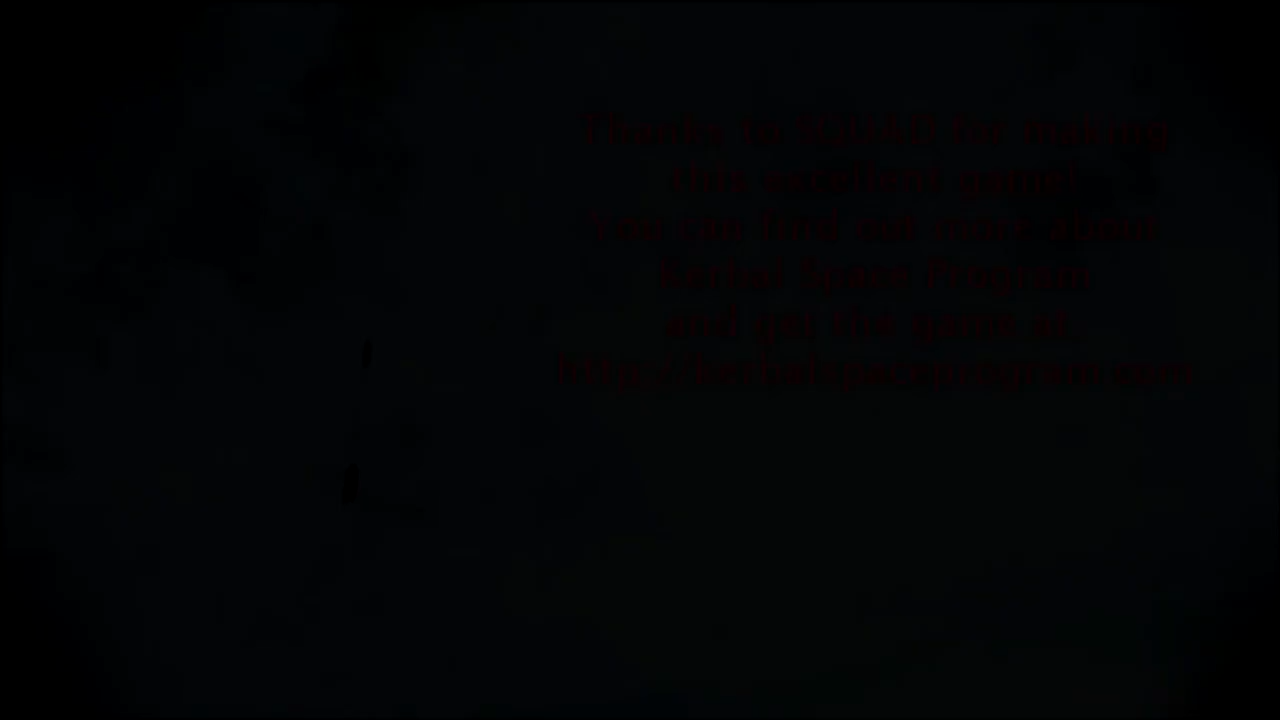 Thanks to SQUAD for making
this excellent game!
You can find out more about
Kerbal Space Program
and get the game at
http://kerbalspaceprogram.com